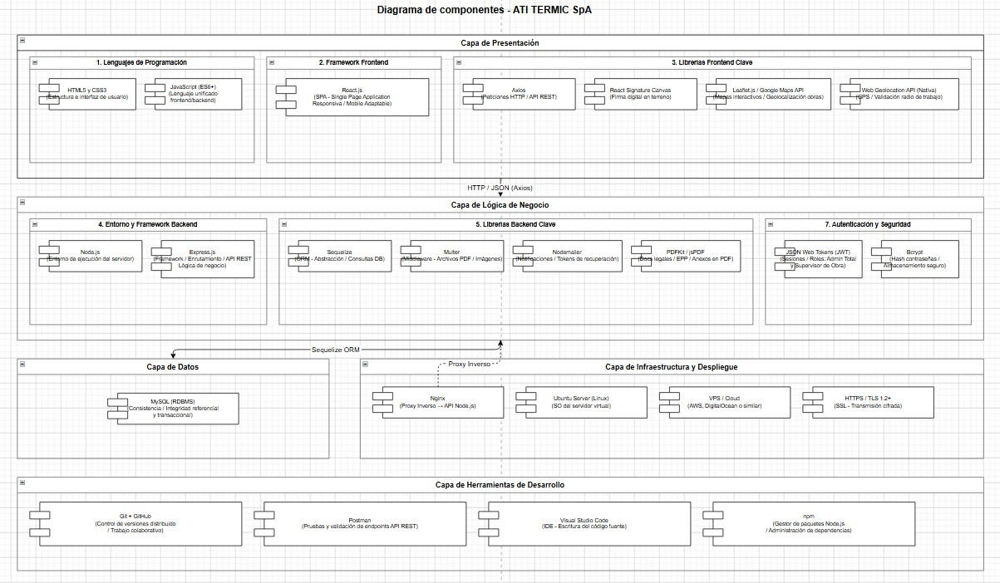 Diagrama de componentes - ATI TERMIC SpA
Capa de Presentación
1. Lenguajes de Programación
HTML5 y CSS3
(Estructura e interfaz de usuario)
JavaScript (ES6+)
(Lenguaje unificado
frontend/backend)
2. Framework Frontend
React.js
(SPA - Single Page Application
Responsiva / Mobile Adaptable)
3. Librerías Frontend Clave
Axios
(Peticiones HTTP / API REST)
React Signature Canvas
(Firma digital en terreno)
Leaflet.js / Google Maps API
(Mapas interactivos / Geolocalización obras)
Web Geolocation API (Nativa)
(GPS / Validación radio de trabajo)
HTTP / JSON (Axios)
Capa de Lógica de Negocio
4. Entorno y Framework Backend
Node.js
(Entorno de ejecución del servidor)
Express.js
(Framework / Enrutamiento / API REST
Lógica de negocio)
5. Librerías Backend Clave
Sequelize
(ORM - Abstracción / Consultas DB)
Multer
(Middleware - Archivos PDF / Imágenes)
Nodemailer
(Notificaciones / Tokens de recuperación)
PDFKit / jsPDF
(Docs legales / EPP / Anexos en PDF)
7. Autenticación y Seguridad
JSON Web Tokens (JWT)
(Sesiones / Roles: Admin Total
y Supervisor de Obra)
Bcrypt
(Hash contraseñas /
Almacenamiento seguro)
Sequelize ORM
Proxy Inverso
Capa de Datos
MySQL (RDBMS)
(Consistencia / Integridad referencial
y transaccional)
Capa de Infraestructura y Despliegue
Nginx
(Proxy Inverso → API Node.js)
Ubuntu Server (Linux)
(SO del servidor virtual)
VPS / Cloud
(AWS, DigitalOcean o similar)
HTTPS / TLS 1.2+
(SSL - Transmisión cifrada)
Capa de Herramientas de Desarrollo
Git + GitHub
(Control de versiones distribuido
/ Trabajo colaborativo)
Postman
(Pruebas y validación de endpoints API REST)
Visual Studio Code
(IDE - Escritura del código fuente)
npm
(Gestor de paquetes Node.js
/ Administración de dependencias)